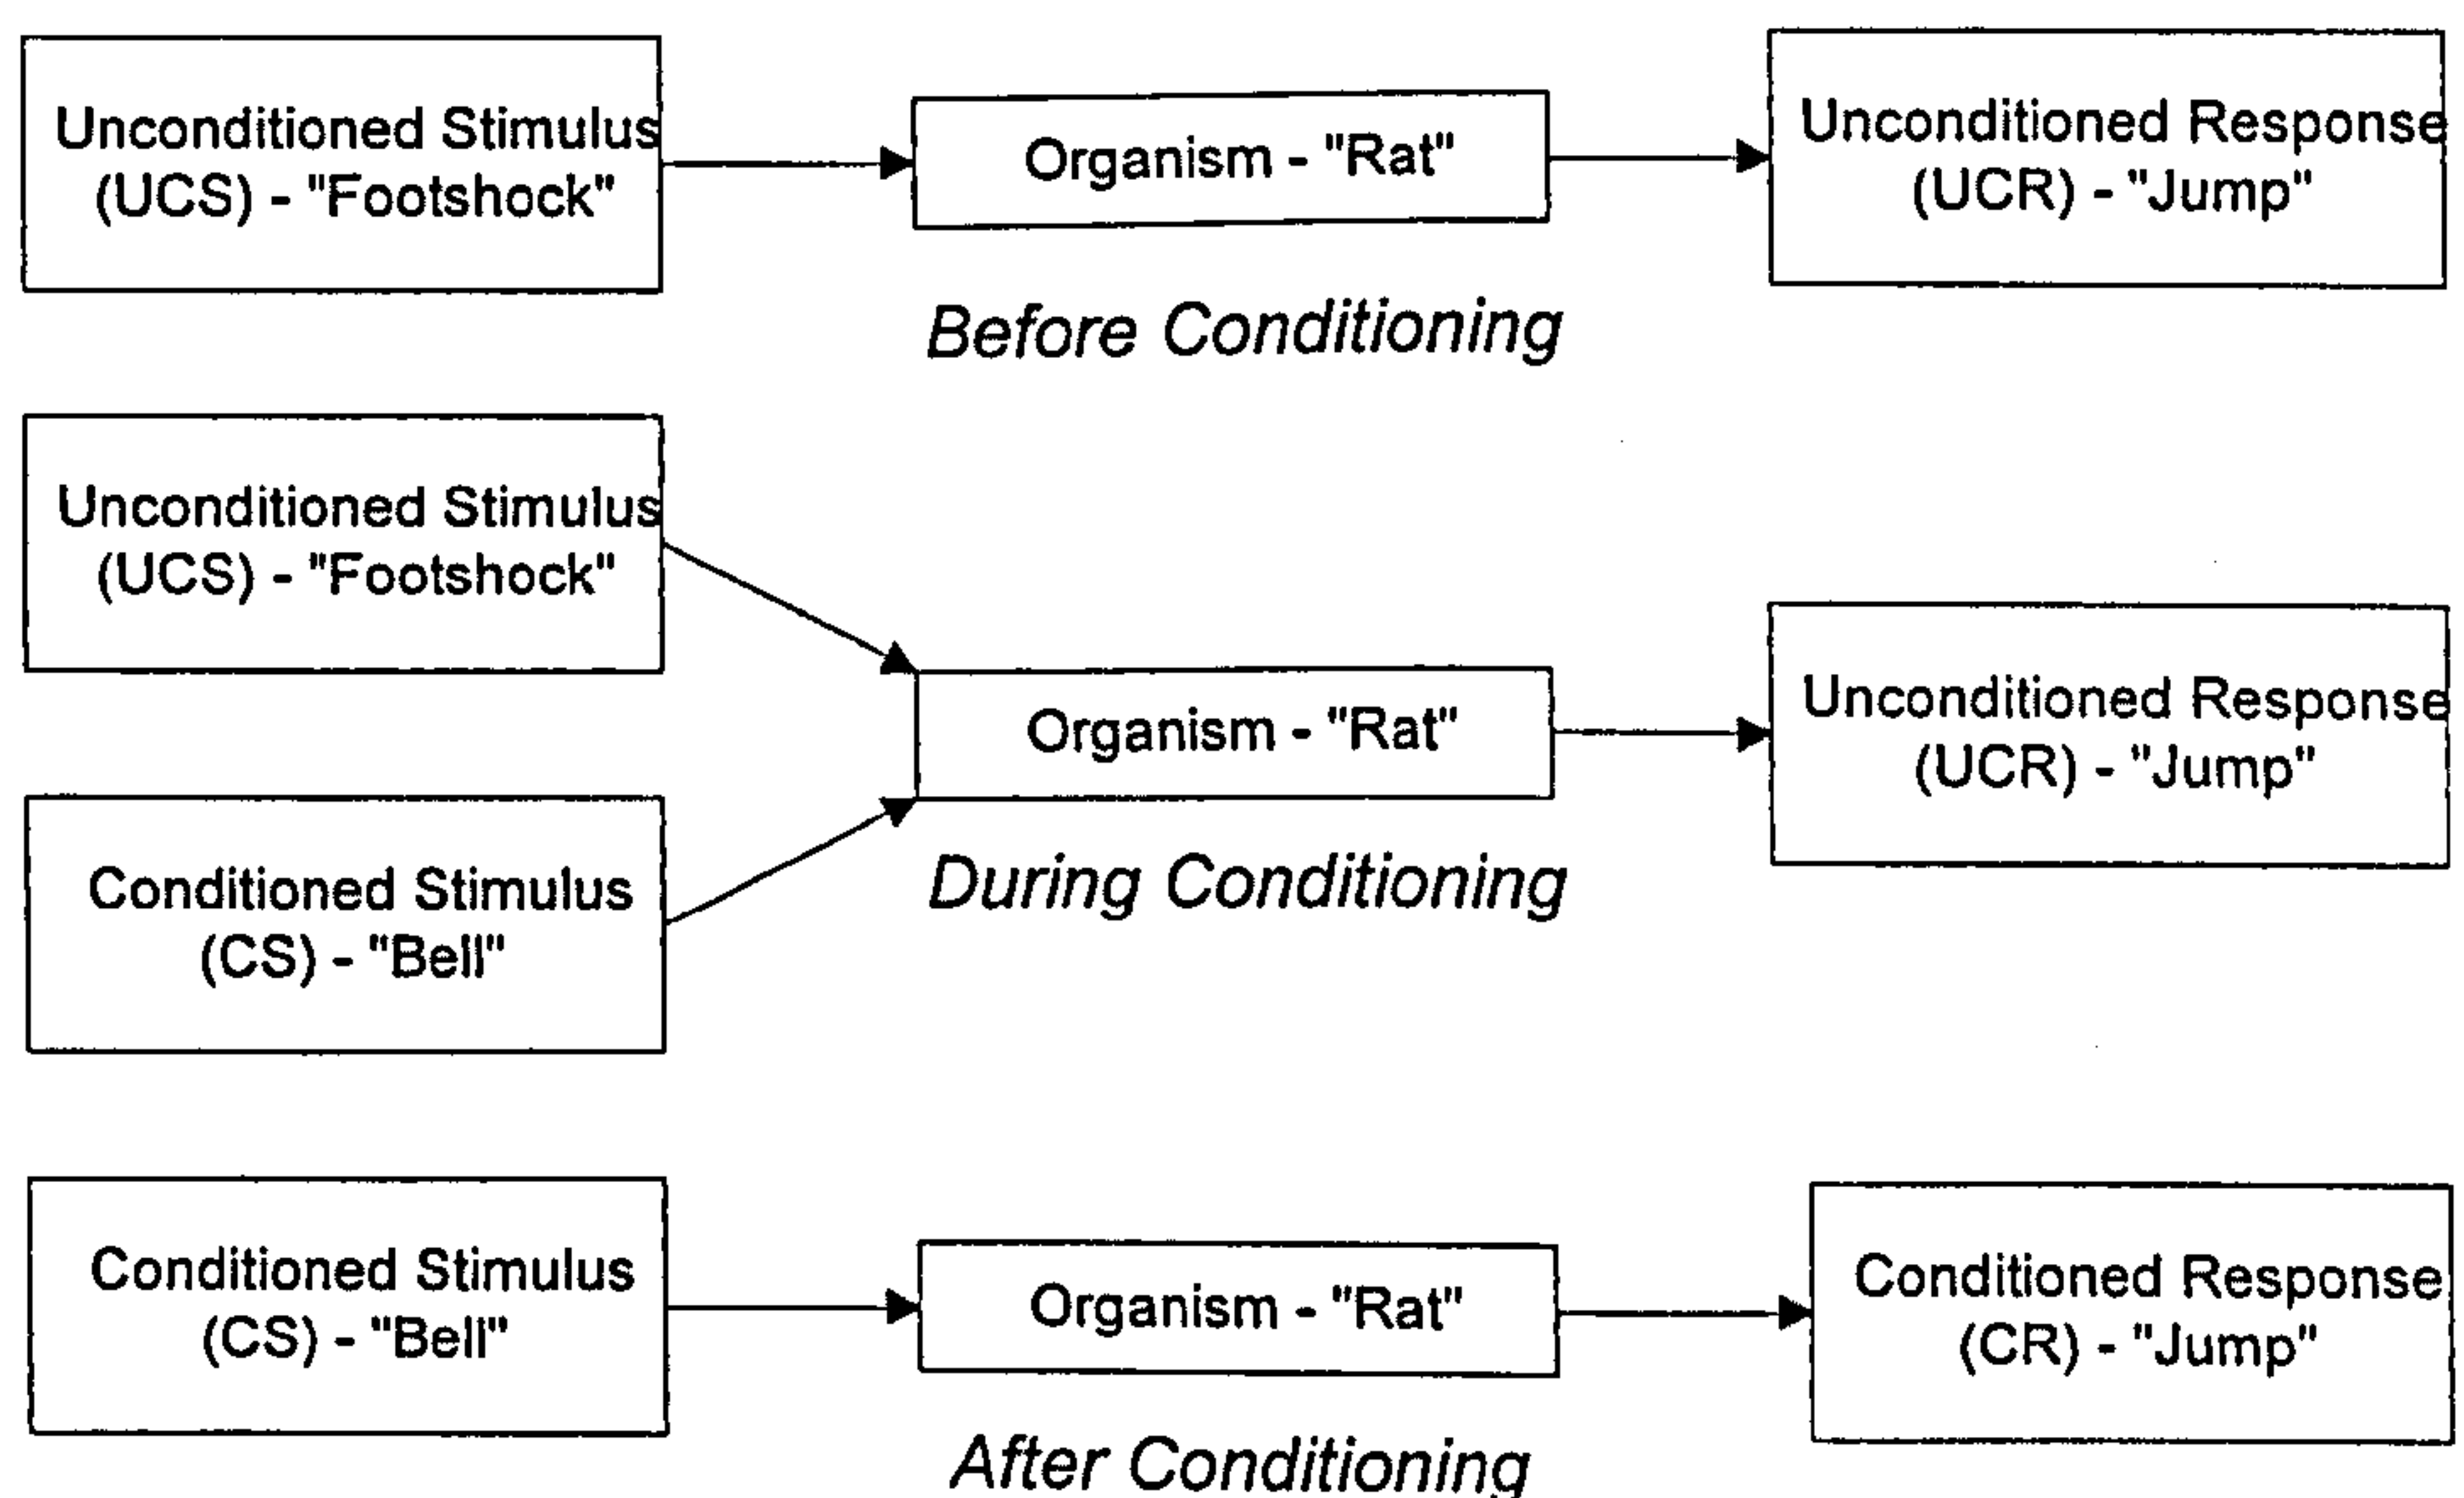 Unconditioned Stimulus
(UCS) - "Footshock"
Organism - "Rat"
Unconditioned Response
(UCR) - "Jump"
Before Conditioning
Unconditioned Stimulus
(UCS) - "Footshock"
Conditioned Stimulus
(CS) - "Bell"
Organism - "Rat"
Unconditioned Response
(UCR) - "Jump"
During Conditioning
Conditioned Stimulus
(CS) - "Bell"
Organism - "Rat"
Conditioned Response
(CR) - "Jump"
After Conditioning